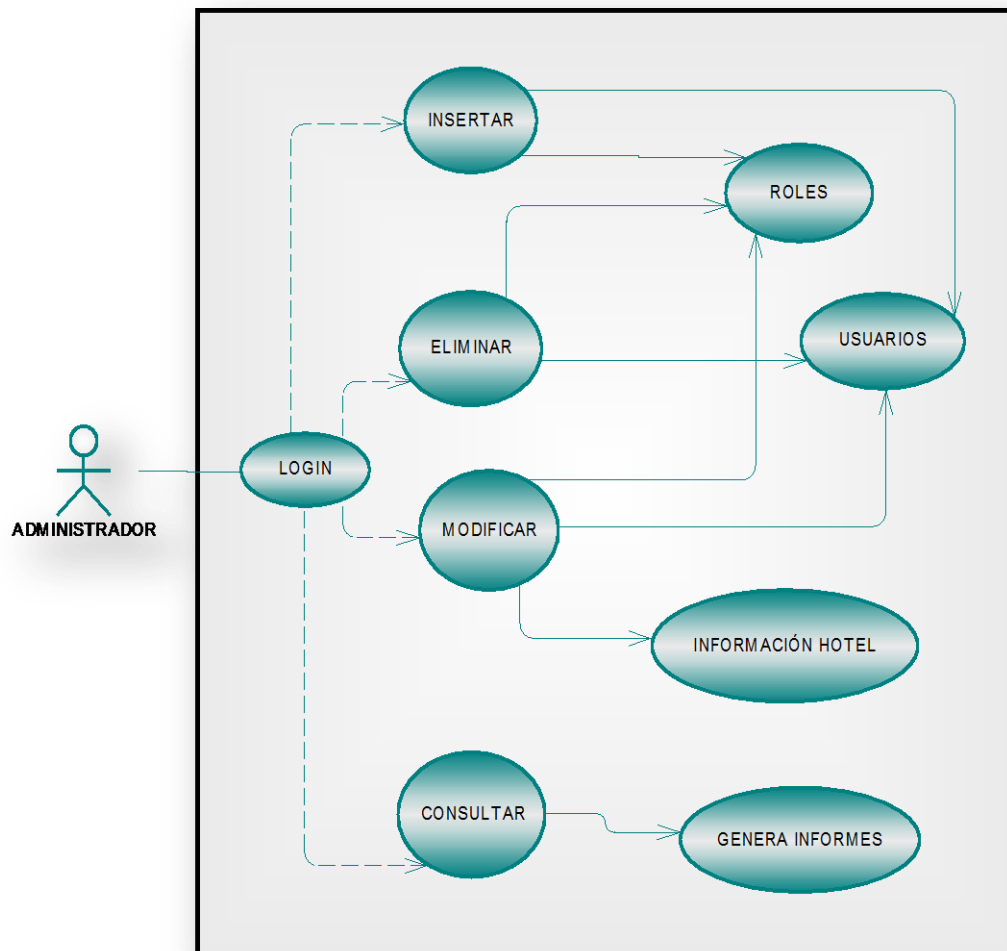 INSERTAR
ROLES
ELIMINAR
USUARIOS
LOGIN
ADMINISTRADOR
MODIFICAR
INFORMACIÓN HOTEL
CONSULTAR
GENERA INFORMES